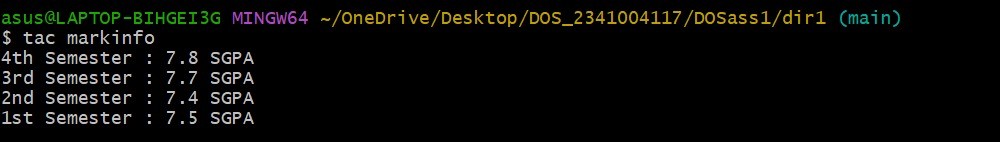 asus@LAPTOP-BIHGEI3G MINGW64 ~/OneDrive/Desktop/DOS_2341004117/DOSass1/dir1 (main)
$ tac markinfo
4th Semester : 7.8 SGPA
3rd Semester : 7.7 SGPA
2nd Semester : 7.4 SGPA
1st Semester : 7.5 SGPA